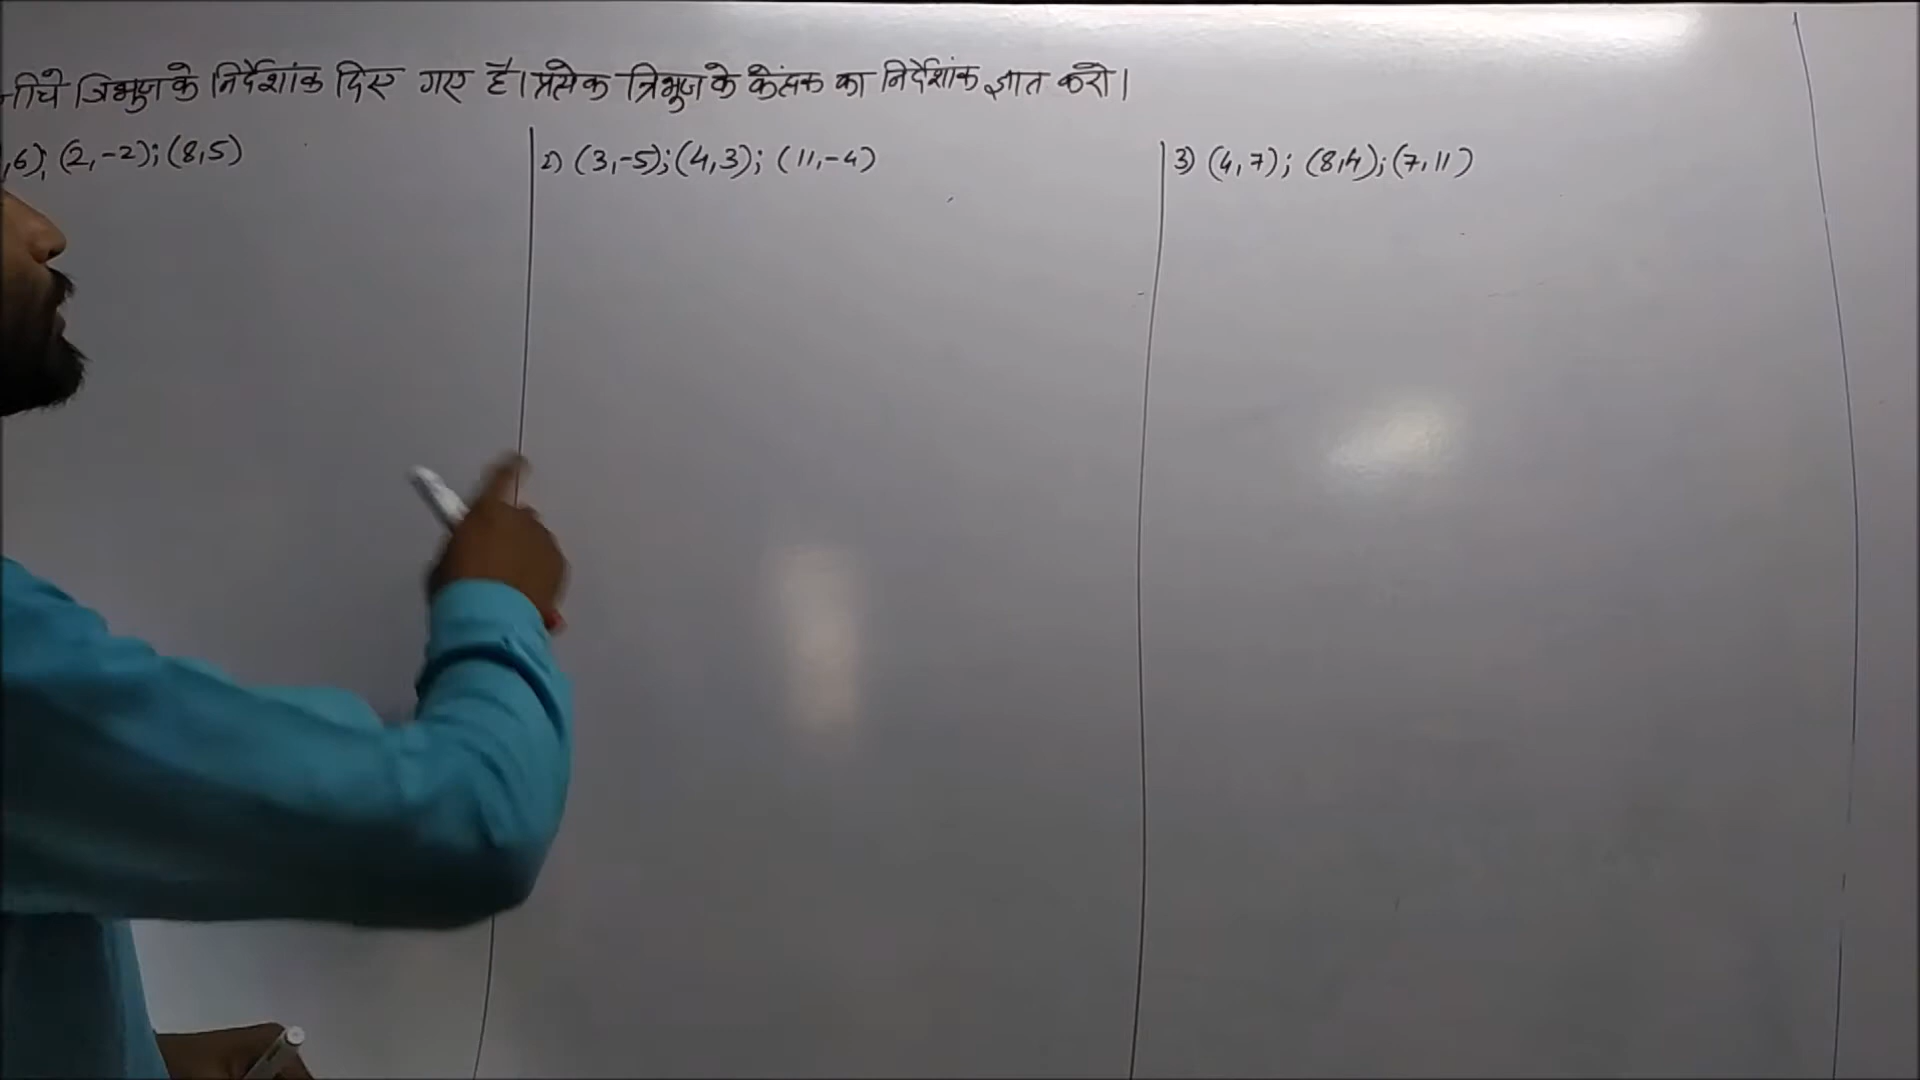 नीचे त्रिभुज के निर्देशांक दिए गए है। प्रत्येक त्रिभुज के केंद्रक का निर्देशांक ज्ञात करो।
,6); (2,-2); (8,5)
2) (3,-5); (4,3); (11,-4)
3) (4,7); (8,4); (7,11)